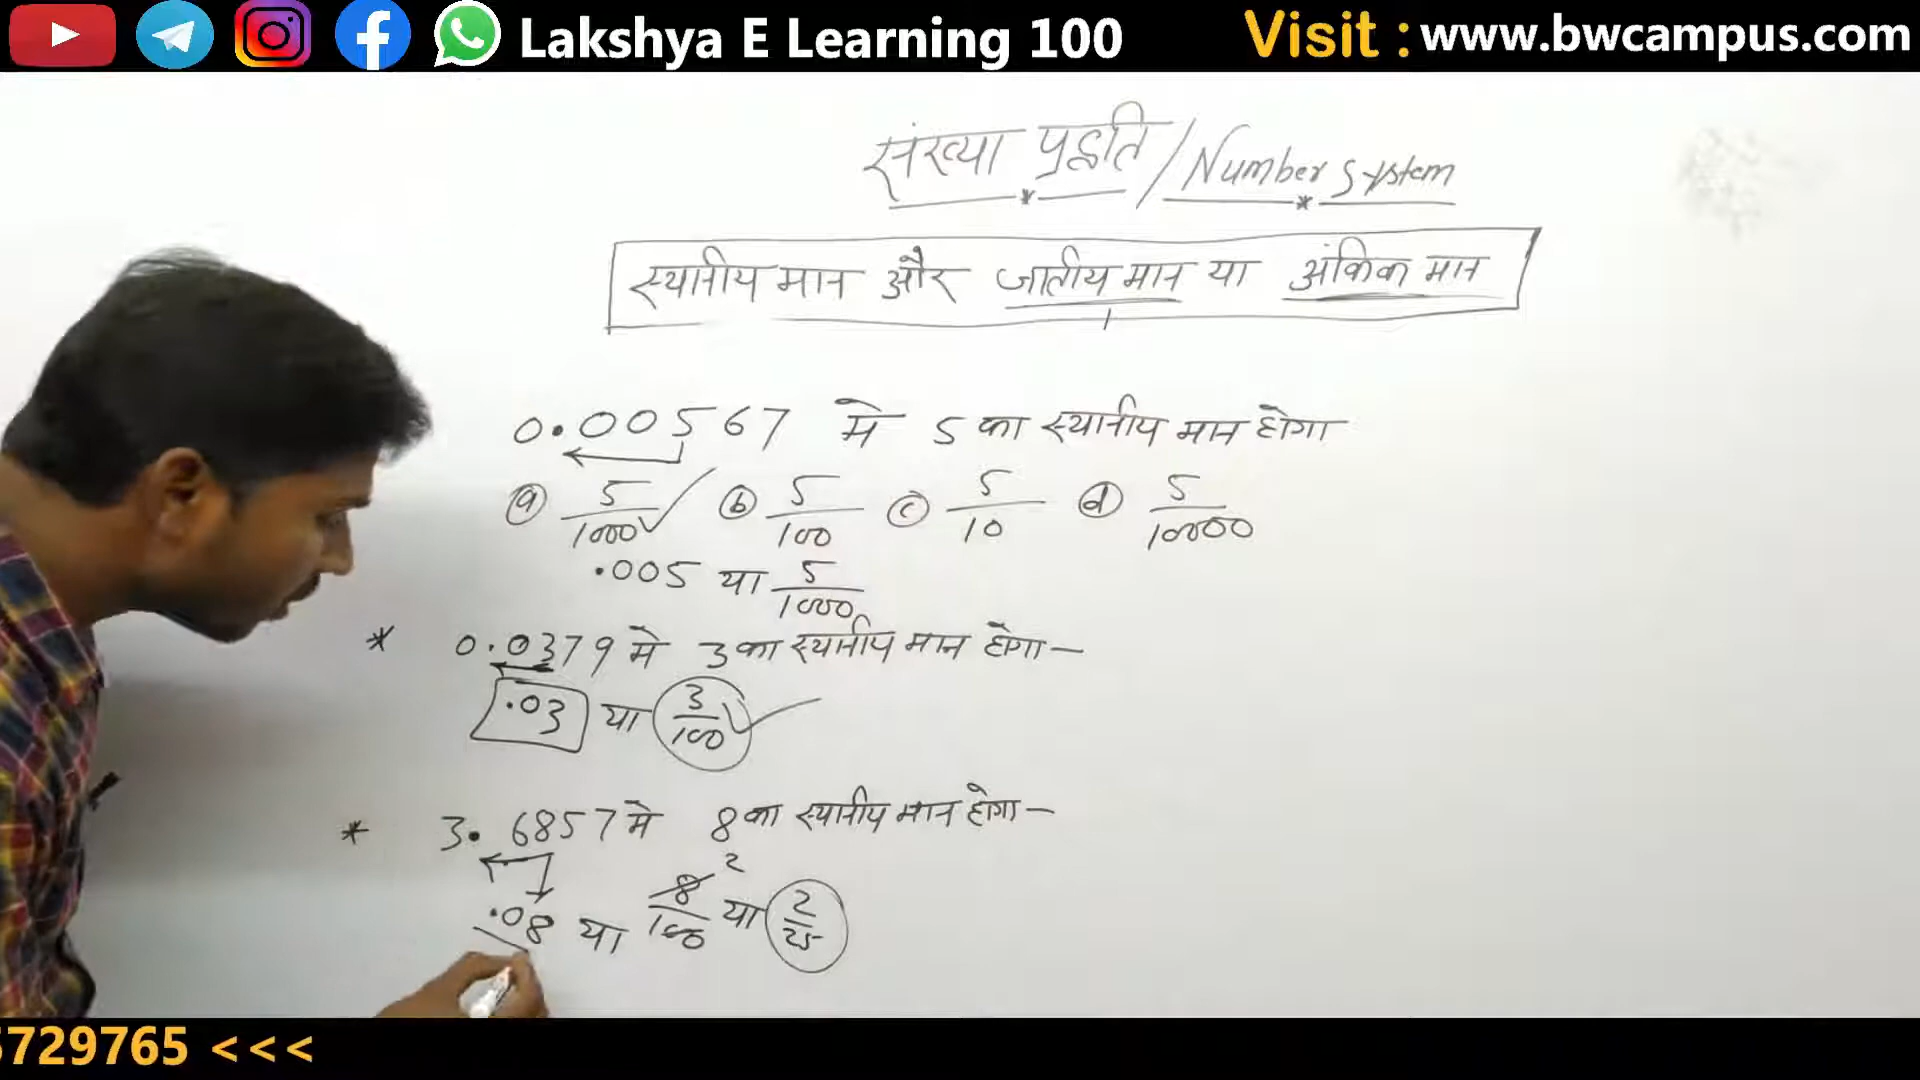 Lakshya E Learning 100 Visit : www.bwcampus.com
संख्या पद्धति / Number System
स्थानीय मान और जातीय मान या अंकिक मान
0.00567 मे 5 का स्थानीय मान होगा
(a) 5/1000 ✓ (b) 5/100 (c) 5/10 (d) 5/10000
.005 या 5/1000
* 0.0379 मे 3 का स्थानीय मान होगा —
.03 या 3/100 ✓
* 3.6857 मे 8 का स्थानीय मान होगा —
.08 या 8/100 2 या 2/25
729765 <<<